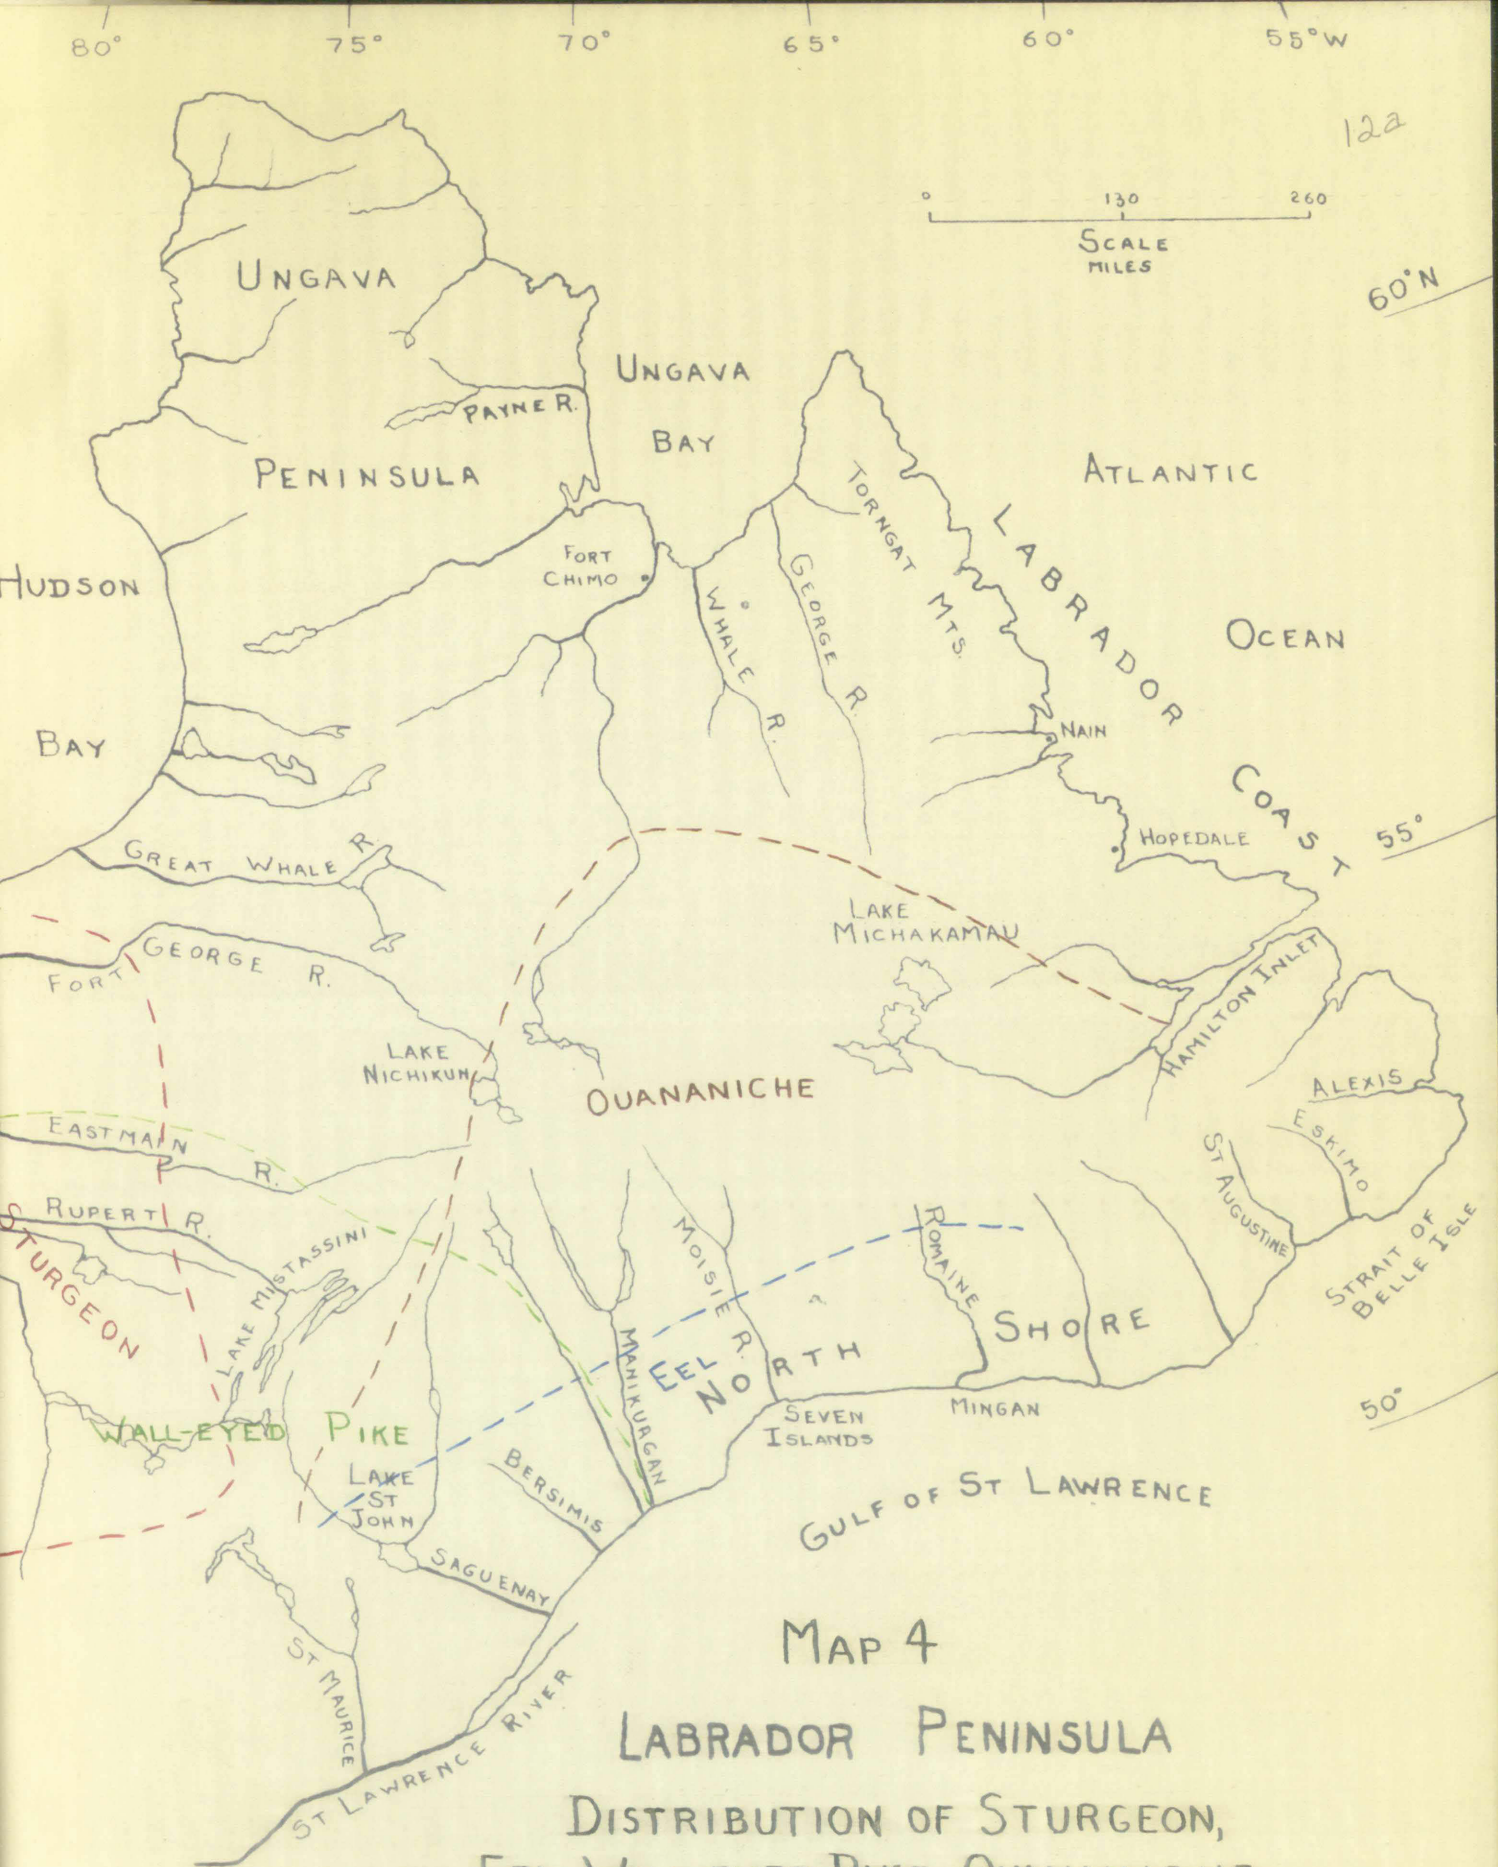 80° 75° 70° 65° 60° 55°W
12a
0 130 260
SCALE
MILES
60°N
UNGAVA
UNGAVA
BAY
PAYNE R.
PENINSULA
ATLANTIC
TORNGAT MTS.
LABRADOR COAST
FORT
CHIMO
HUDSON
WHALE R.
GEORGE R.
OCEAN
BAY
NAIN
HOPEDALE
55°
GREAT WHALE R.
LAKE
MICHAKAMAU
FORT GEORGE R.
HAMILTON INLET
LAKE
NICHIKUN
OUANANICHE
ALEXIS
EASTMAIN R.
ESKIMO
ST AUGUSTINE
RUPERT R.
STURGEON
LAKE MISTASSINI
MOISIE R.
ROMAINE
STRAIT OF
BELLE ISLE
NORTH SHORE
MANIKUAGAN
EEL
50°
SEVEN
ISLANDS
MINGAN
WALL-EYED PIKE
LAKE
ST
JOHN
BERSIMIS
GULF OF ST LAWRENCE
SAGUENAY
ST MAURICE
ST LAWRENCE RIVER
MAP 4
LABRADOR PENINSULA
DISTRIBUTION OF STURGEON,